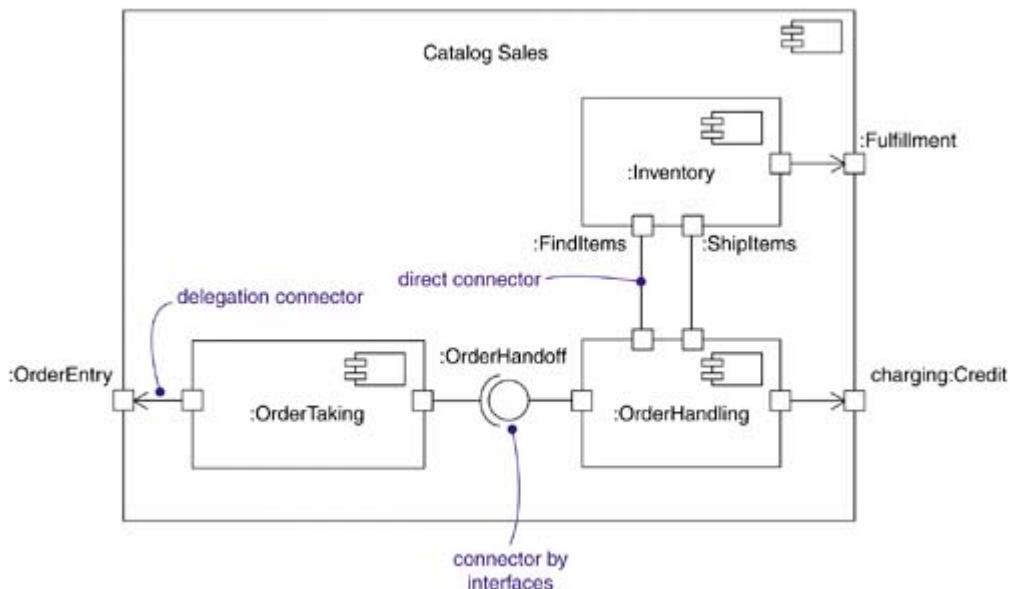 Catalog Sales
:Fulfillment
:Inventory
:FindItems
:ShipItems
direct connector
delegation connector
:OrderEntry
:OrderHandoff
charging:Credit
:OrderTaking
:OrderHandling
connector by
interfaces